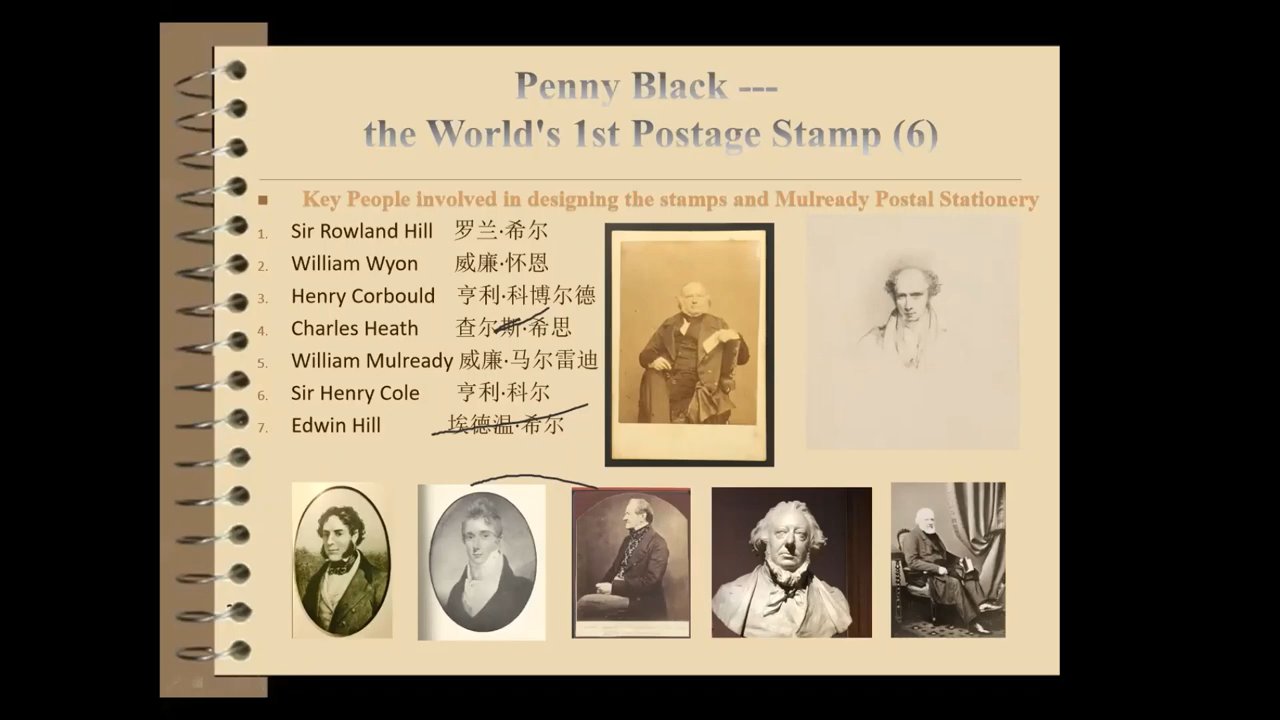 Penny Black ---
the World's 1st Postage Stamp (6)
Key People involved in designing the stamps and Mulready Postal Stationery
1. Sir Rowland Hill 罗兰·希尔
2. William Wyon 威廉·怀恩
3. Henry Corbould 亨利·科博尔德
4. Charles Heath 查尔斯·希思
5. William Mulready 威廉·马尔雷迪
6. Sir Henry Cole 亨利·科尔
7. Edwin Hill 埃德温·希尔